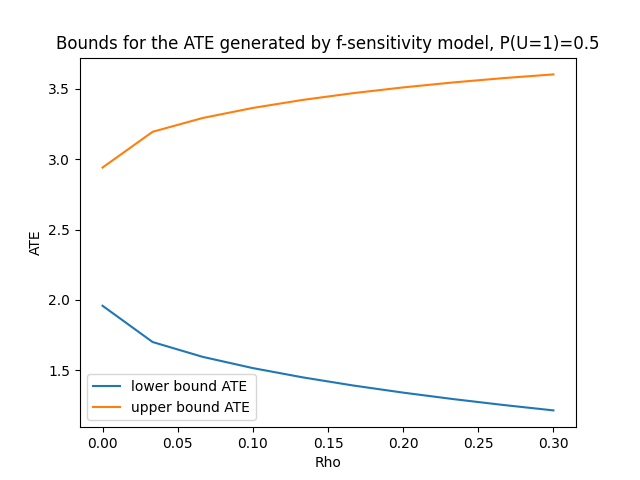 Bounds for the ATE generated by f-sensitivity model, P(U=1)=0.5
ATE
3.5
3.0
2.5
2.0
1.5
lower bound ATE
upper bound ATE
0.00 0.05 0.10 0.15 0.20 0.25 0.30
Rho